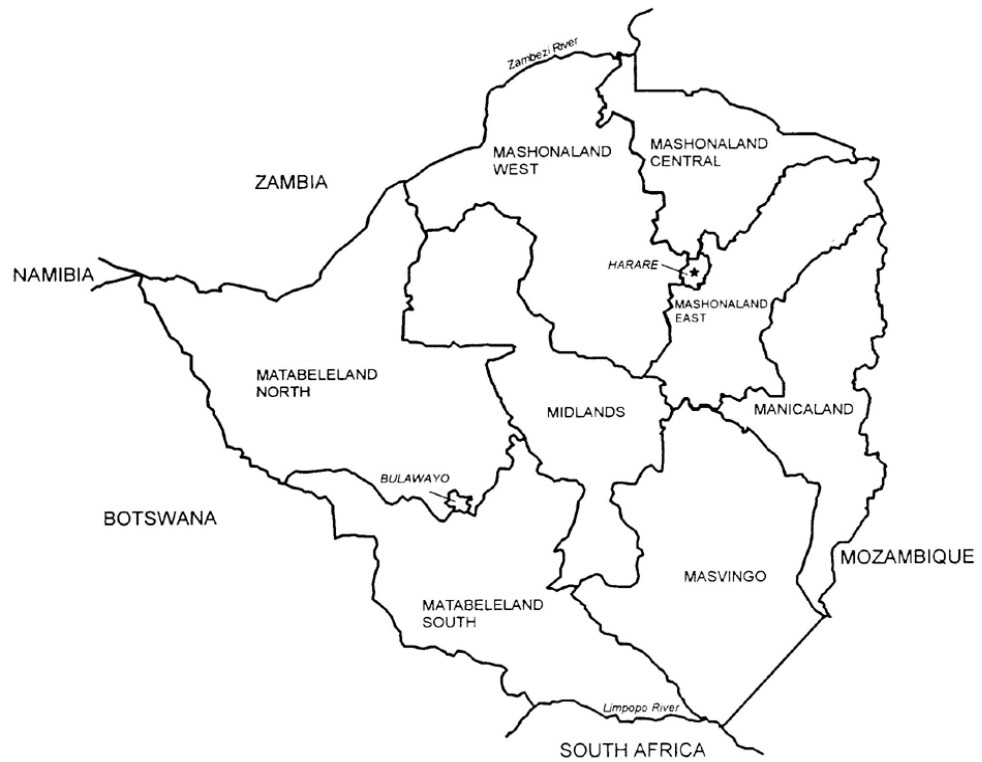 Zambezi River
MASHONALAND
WEST
MASHONALAND
CENTRAL
ZAMBIA
HARARE
NAMIBIA
MASHONALAND
EAST
MATABELELAND
NORTH
MIDLANDS
MANICALAND
BULAWAYO
BOTSWANA
MOZAMBIQUE
MASVINGO
MATABELELAND
SOUTH
Limpopo River
SOUTH AFRICA